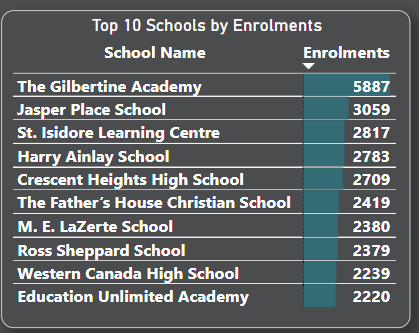 Top 10 Schools by Enrolments
School Name Enrolments
The Gilbertine Academy 5887
Jasper Place School 3059
St. Isidore Learning Centre 2817
Harry Ainlay School 2783
Crescent Heights High School 2709
The Father’s House Christian School 2419
M. E. LaZerte School 2380
Ross Sheppard School 2379
Western Canada High School 2239
Education Unlimited Academy 2220